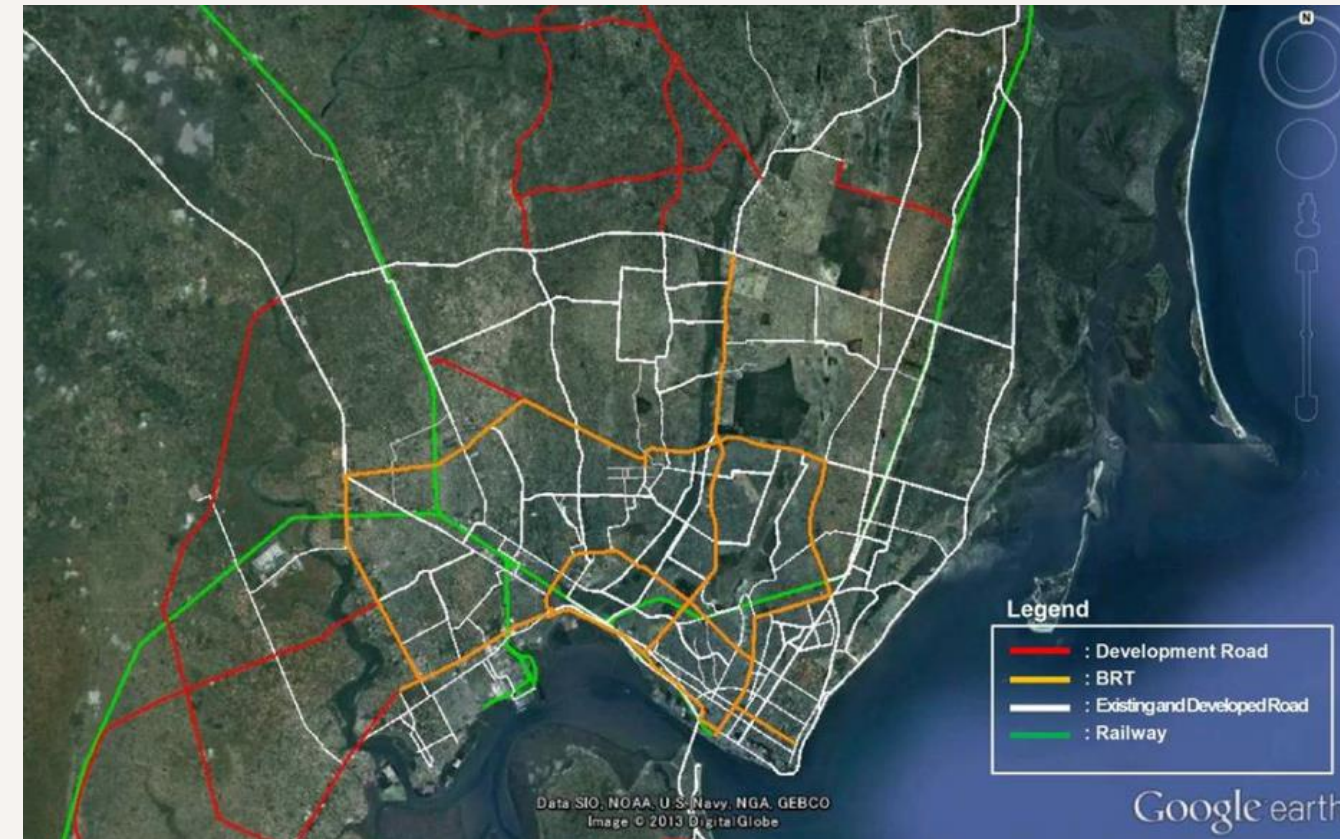 N
Legend
: Development Road
: BRT
: Existing and Developed Road
: Railway
Data SIO, NOAA, U.S. Navy, NGA, GEBCO
Image © 2013 DigitalGlobe
Google earth